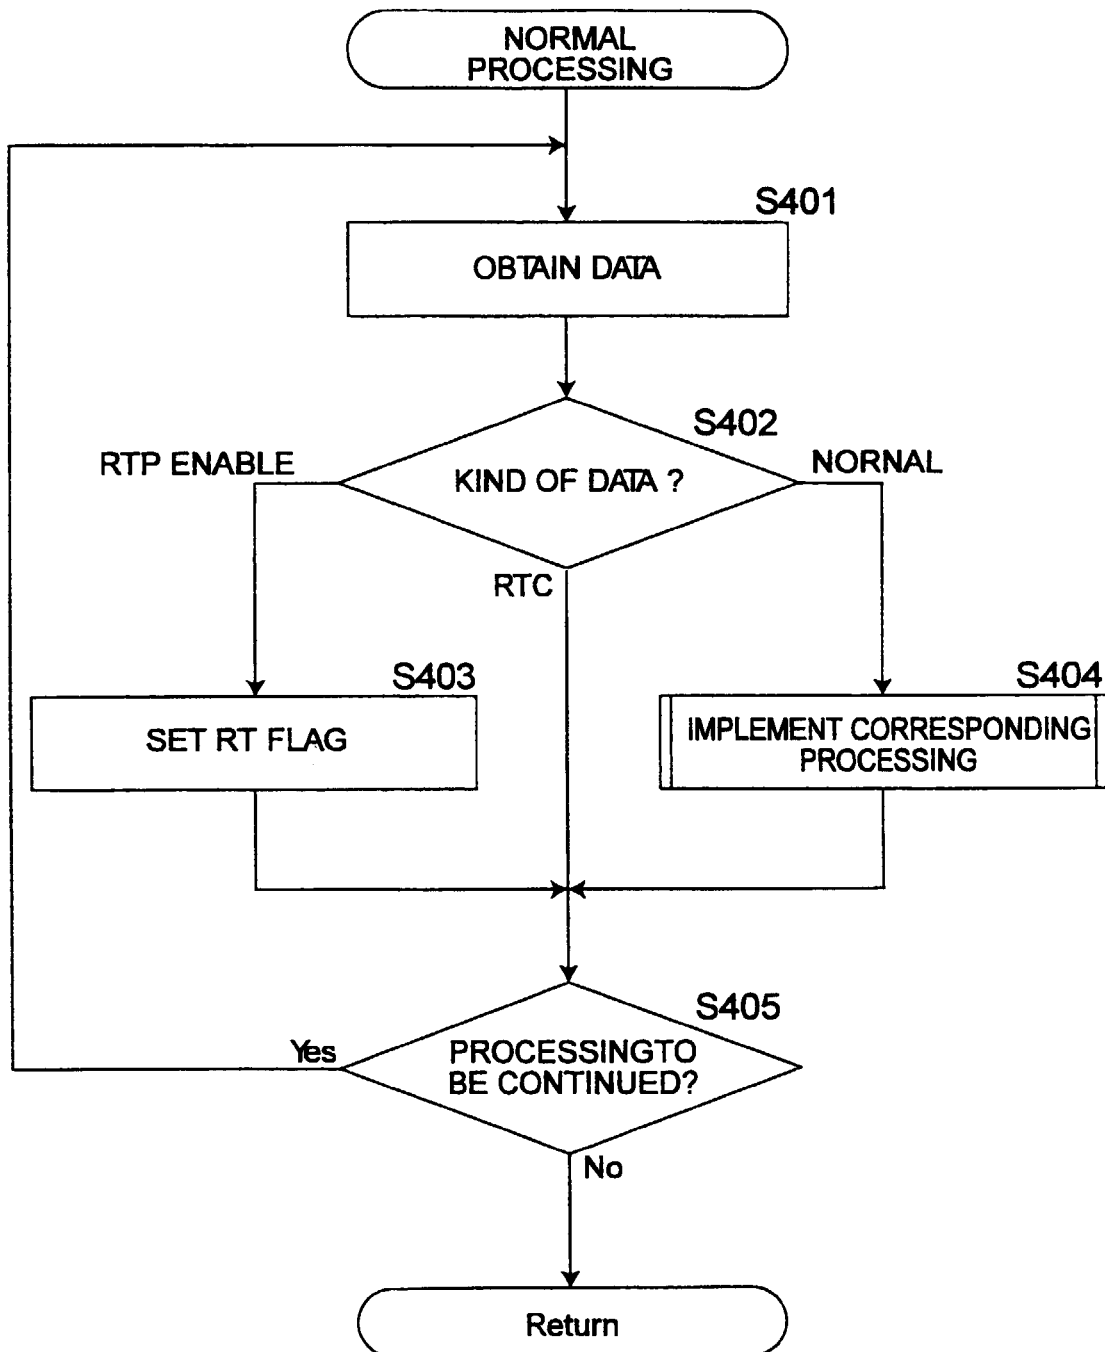 NORMAL
PROCESSING
S401
OBTAIN DATA
S402
RTP ENABLE
KIND OF DATA ?
NORNAL
RTC
S403
SET RT FLAG
S404
IMPLEMENT CORRESPONDING
PROCESSING
S405
Yes
PROCESSINGTO
BE CONTINUED?
No
Return